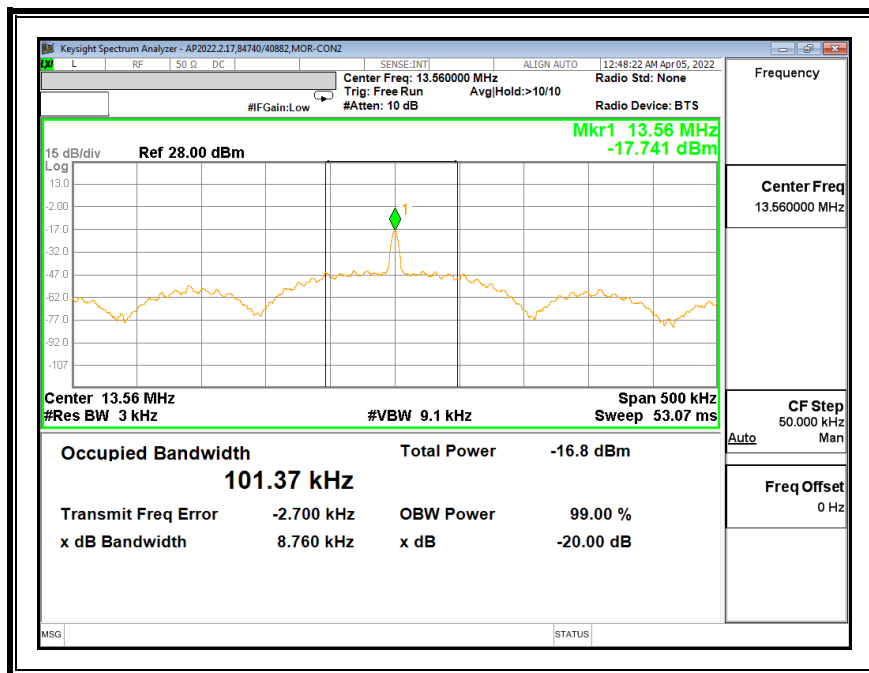 Keysight Spectrum Analyzer - AP2022.2.17,84740/40882,MOR-CON2
LXI L RF 50 Ω DC SENSE:INT ALIGN AUTO 12:48:22 AM Apr 05, 2022
Center Freq: 13.560000 MHz Radio Std: None
Trig: Free Run Avg|Hold:>10/10
#IFGain:Low #Atten: 10 dB Radio Device: BTS
Mkr1 13.56 MHz
-17.741 dBm
15 dB/div Ref 28.00 dBm
Log
13.0
-2.00
-17.0
-32.0
-47.0
-62.0
-77.0
-92.0
-107
1
Center 13.56 MHz Span 500 kHz
#Res BW 3 kHz #VBW 9.1 kHz Sweep 53.07 ms
Occupied Bandwidth Total Power -16.8 dBm
101.37 kHz
Transmit Freq Error -2.700 kHz OBW Power 99.00 %
x dB Bandwidth 8.760 kHz x dB -20.00 dB
MSG STATUS
Frequency
Center Freq
13.560000 MHz
CF Step
50.000 kHz
Auto Man
Freq Offset
0 Hz